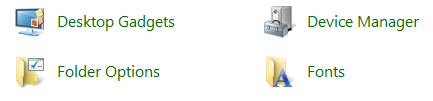 Desktop Gadgets
Device Manager
Folder Options
Fonts